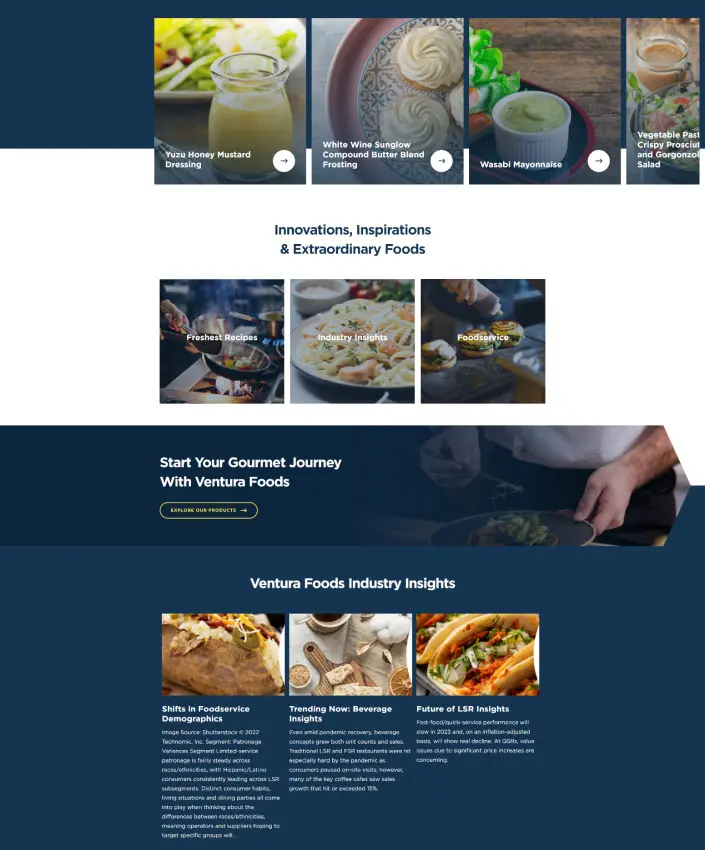 Yuzu Honey Mustard
Dressing
White Wine Sunglow
Compound Butter Blend
Frosting
Wasabi Mayonnaise
Vegetable Past
Crispy Prosciut
and Gorgonzol
Salad
Innovations, Inspirations
& Extraordinary Foods
Freshest Recipes
Industry Insights
Foodservice
Start Your Gourmet Journey
With Ventura Foods
EXPLORE OUR PRODUCTS
Ventura Foods Industry Insights
Shifts in Foodservice
Demographics
Image Source: Shutterstock © 2022
Technomic, Inc. Segment: Patronage
Variances Segment Limited-service
patronage is fairly steady across
races/ethnicities, with Hispanic/Latino
consumers consistently leading across LSR
subsegments. Distinct consumer habits,
living situations and dining parties all come
into play when thinking about the
differences between races/ethnicities,
meaning operators and suppliers hoping to
target specific groups will...
Trending Now: Beverage
Insights
Even amid pandemic recovery, beverage
concepts grew both unit counts and sales.
Traditional LSR and FSR restaurants were hit
especially hard by the pandemic as
consumers paused on-site visits; however,
many of the key coffee cafes saw sales
growth that hit or exceeded 15%.
Future of LSR Insights
Fast-food/quick-service performance will
slow in 2023 and, on an inflation-adjusted
basis, will show real decline. At QSRs, value
issues due to significant price increases are
concerning.